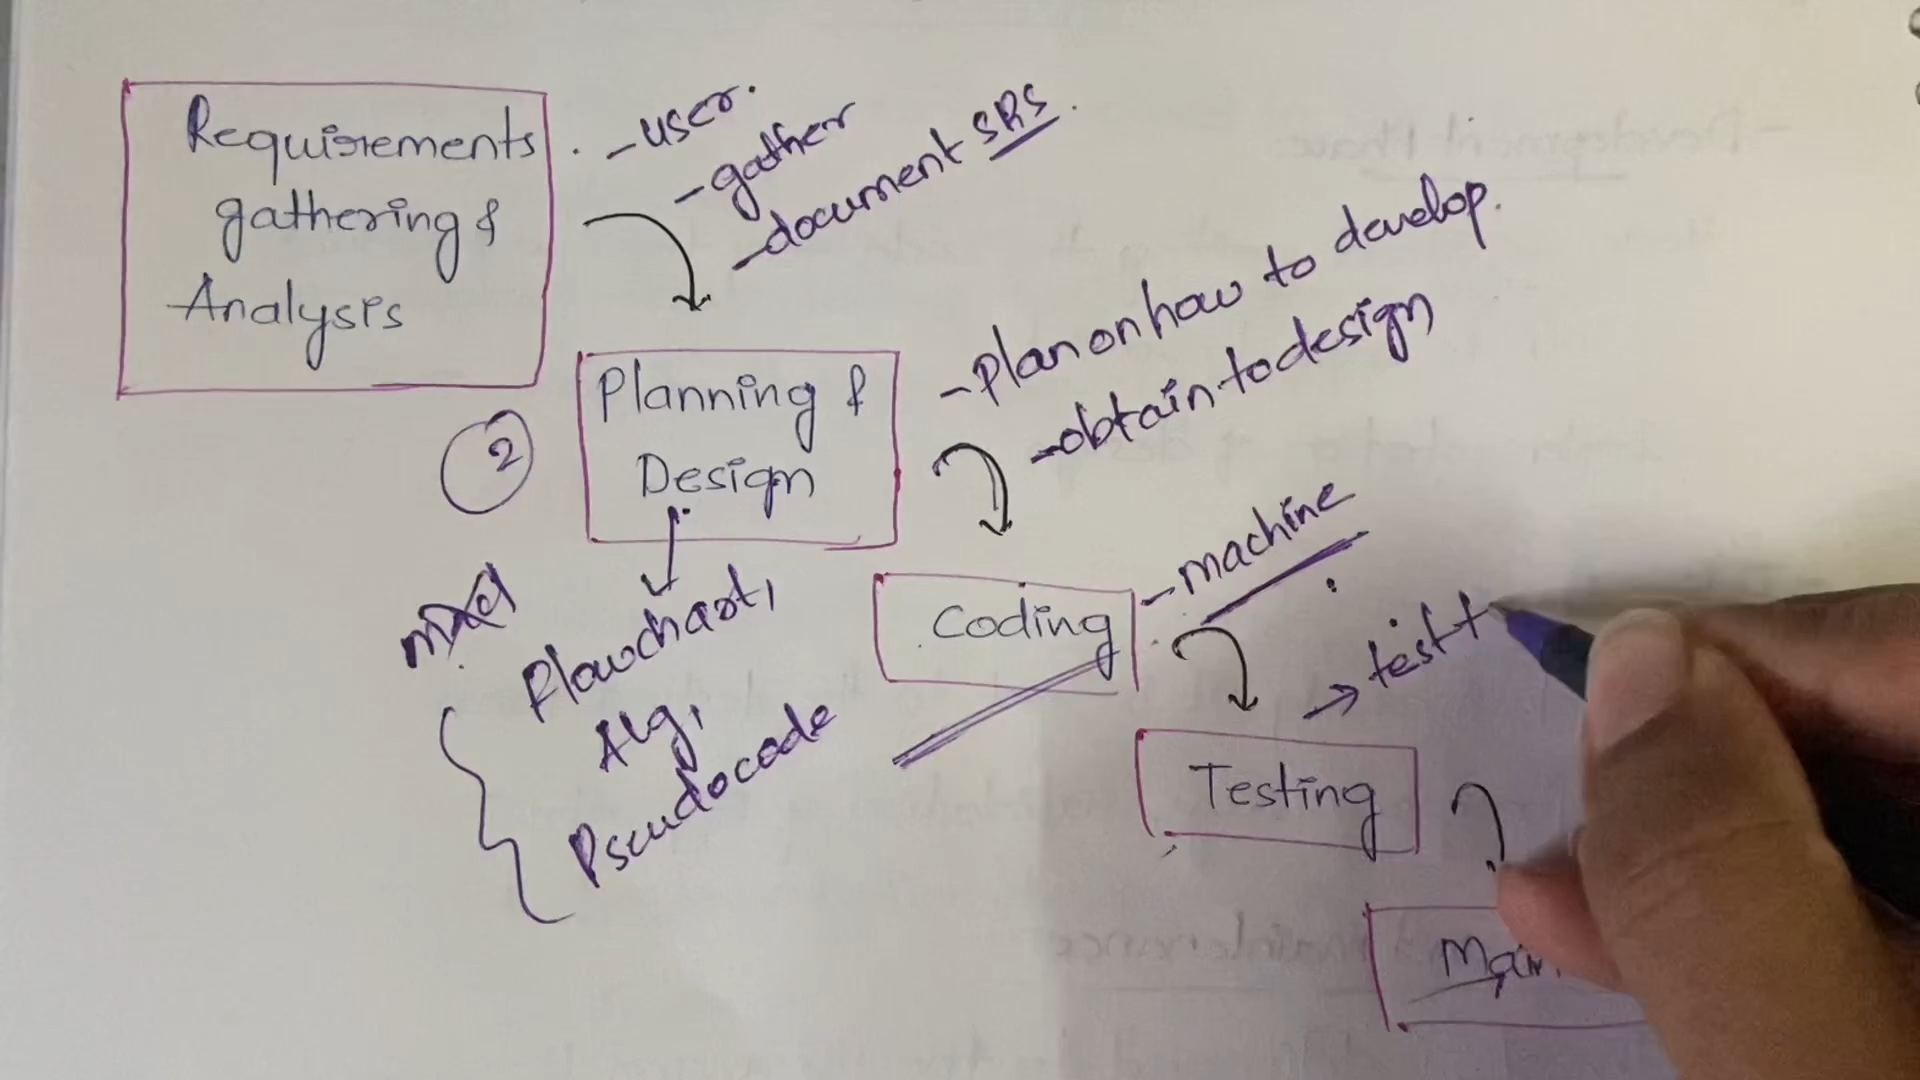 Requirements
gathering &
Analysis
- user.
- gather
- document SRS.
Planning &
Design
- plan on how to develop.
- obtain to design
2
Flowchart,
Alg,
Pseudocode
Coding
- machine
→ test t
Testing
Main